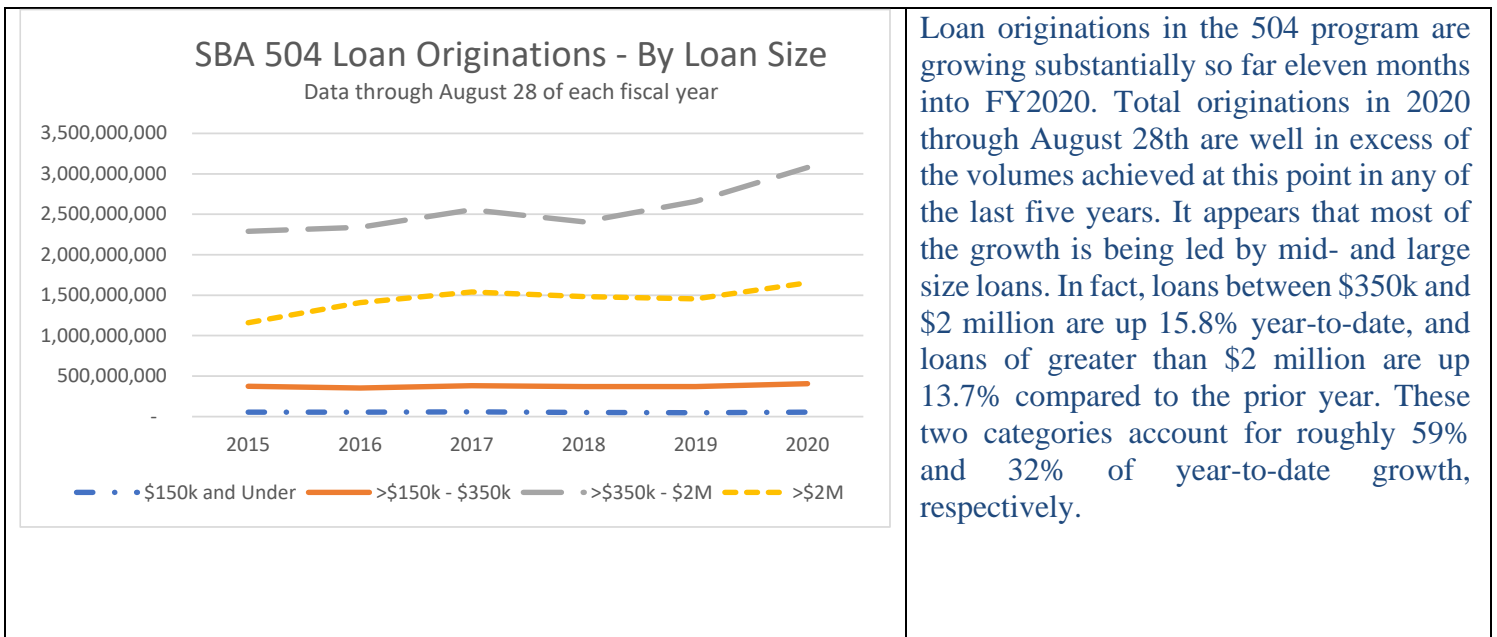 SBA 504 Loan Originations - By Loan Size
Data through August 28 of each fiscal year
3,500,000,000
3,000,000,000
2,500,000,000
2,000,000,000
1,500,000,000
1,000,000,000
500,000,000
-
2015 2016 2017 2018 2019 2020
$150k and Under >$150k - $350k >$350k - $2M >$2M
Loan originations in the 504 program are
growing substantially so far eleven months
into FY2020. Total originations in 2020
through August 28th are well in excess of
the volumes achieved at this point in any of
the last five years. It appears that most of
the growth is being led by mid- and large
size loans. In fact, loans between $350k and
$2 million are up 15.8% year-to-date, and
loans of greater than $2 million are up
13.7% compared to the prior year. These
two categories account for roughly 59%
and 32% of year-to-date growth,
respectively.